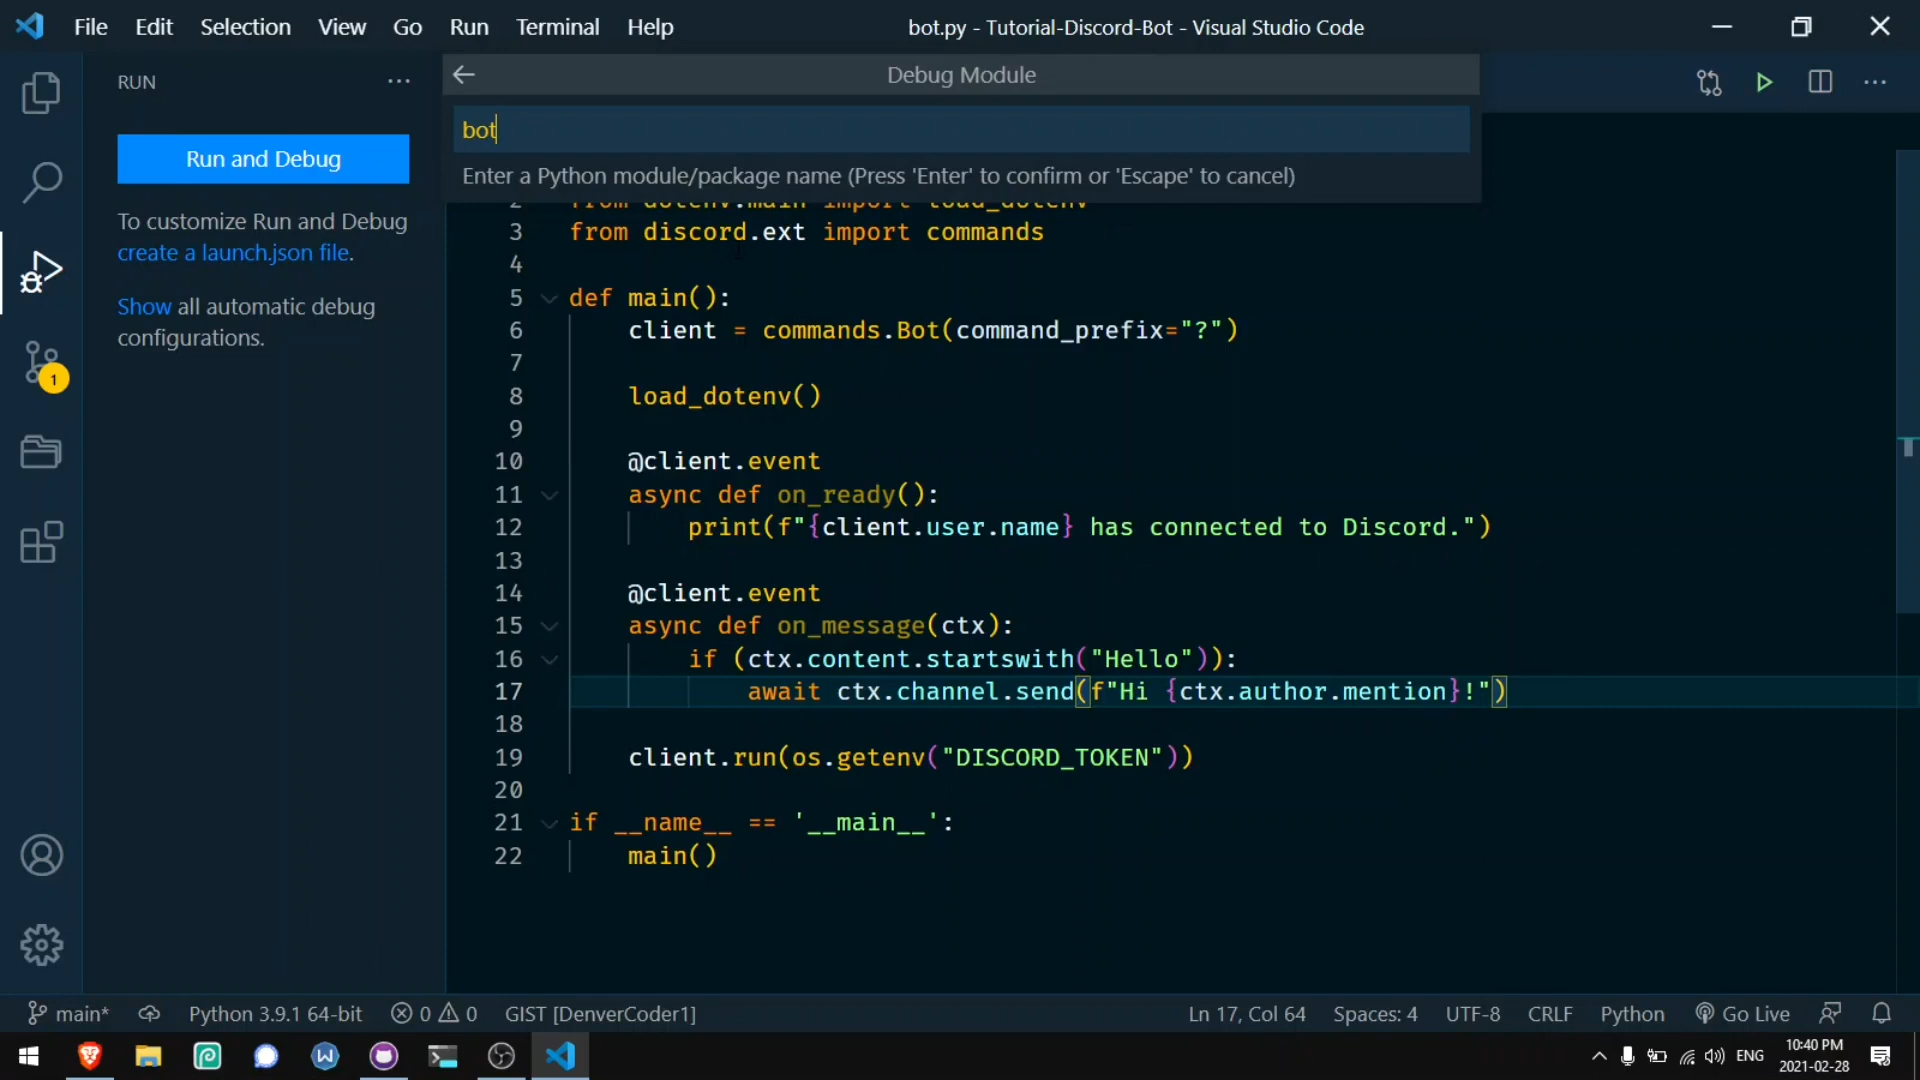 File Edit Selection View Go Run Terminal Help
bot.py - Tutorial-Discord-Bot - Visual Studio Code
RUN
Run and Debug
To customize Run and Debug
create a launch.json file.
Show all automatic debug
configurations.
Debug Module
bot
Enter a Python module/package name (Press 'Enter' to confirm or 'Escape' to cancel)
2 from dotenv.main import load_dotenv
3 from discord.ext import commands
4
5 def main():
6 client = commands.Bot(command_prefix="?")
7
8 load_dotenv()
9
10 @client.event
11 async def on_ready():
12 print(f"{client.user.name} has connected to Discord.")
13
14 @client.event
15 async def on_message(ctx):
16 if (ctx.content.startswith("Hello")):
17 await ctx.channel.send(f"Hi {ctx.author.mention}!")
18
19 client.run(os.getenv("DISCORD_TOKEN"))
20
21 if __name__ == '__main__':
22 main()
1
main* Python 3.9.1 64-bit 0 0 GIST [DenverCoder1] Ln 17, Col 64 Spaces: 4 UTF-8 CRLF Python Go Live
ENG
10:40 PM
2021-02-28